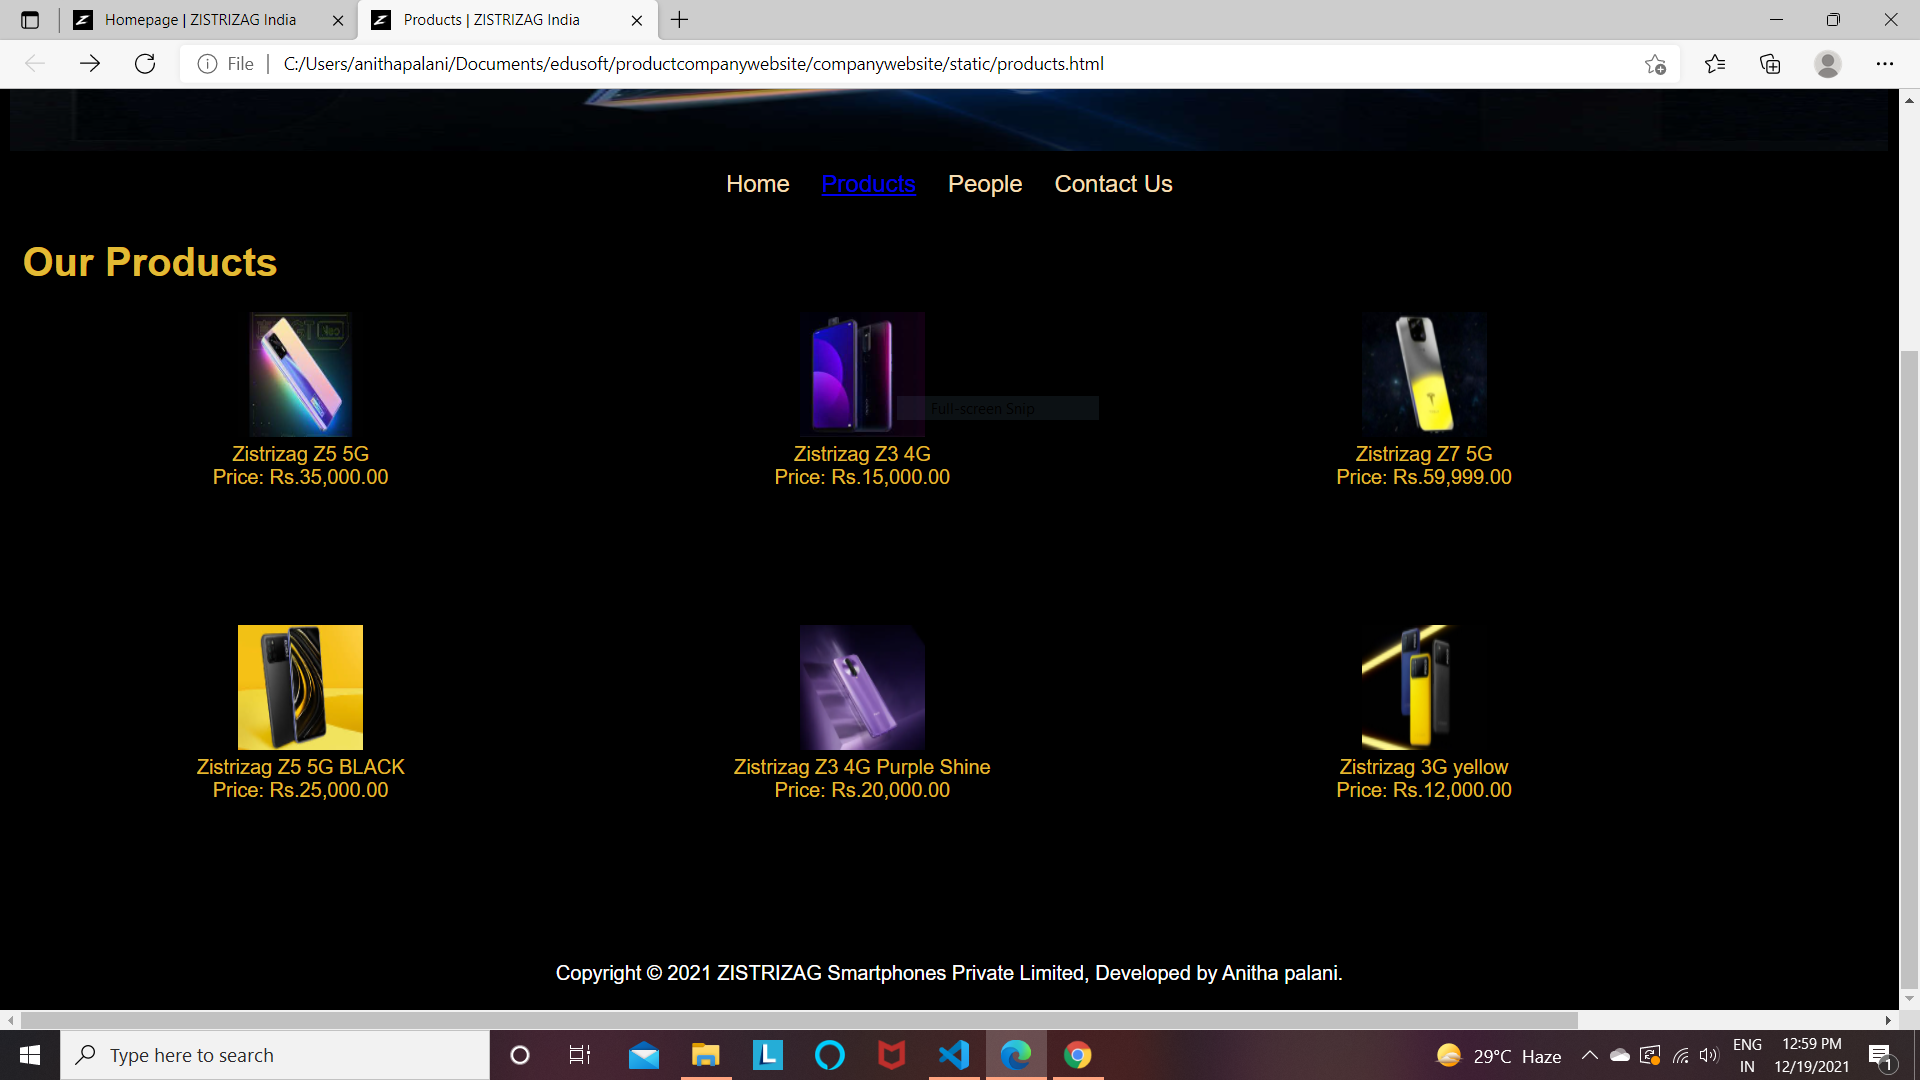 Homepage | ZISTRIZAG India
Products | ZISTRIZAG India
File
C:/Users/anithapalani/Documents/edusoft/productcompanywebsite/companywebsite/static/products.html
Home Products People Contact Us
Our Products
Full-screen Snip
Zistrizag Z5 5G
Price: Rs.35,000.00
Zistrizag Z3 4G
Price: Rs.15,000.00
Zistrizag Z7 5G
Price: Rs.59,999.00
Zistrizag Z5 5G BLACK
Price: Rs.25,000.00
Zistrizag Z3 4G Purple Shine
Price: Rs.20,000.00
Zistrizag 3G yellow
Price: Rs.12,000.00
Copyright © 2021 ZISTRIZAG Smartphones Private Limited, Developed by Anitha palani.
Type here to search
L
29°C Haze
ENG
IN
12:59 PM
12/19/2021
1